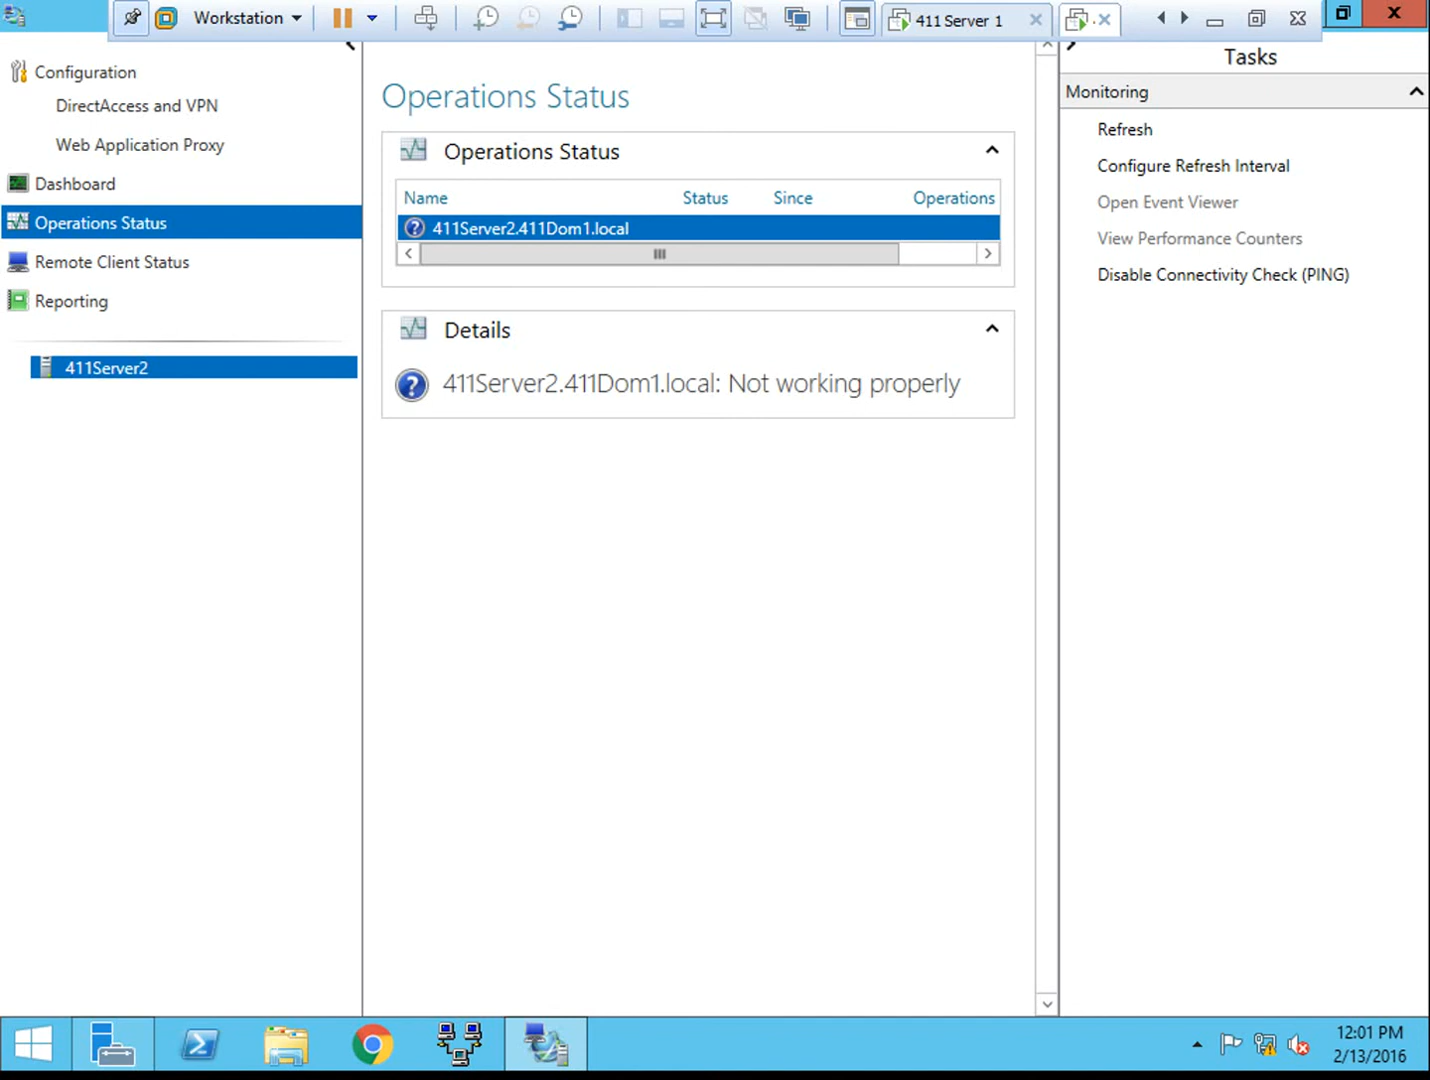 Workstation
411 Server 1
Configuration
DirectAccess and VPN
Web Application Proxy
Dashboard
Operations Status
Remote Client Status
Reporting
411Server2
Operations Status
Operations Status
Name Status Since Operations
411Server2.411Dom1.local
Details
411Server2.411Dom1.local: Not working properly
Tasks
Monitoring
Refresh
Configure Refresh Interval
Open Event Viewer
View Performance Counters
Disable Connectivity Check (PING)
12:01 PM
2/13/2016